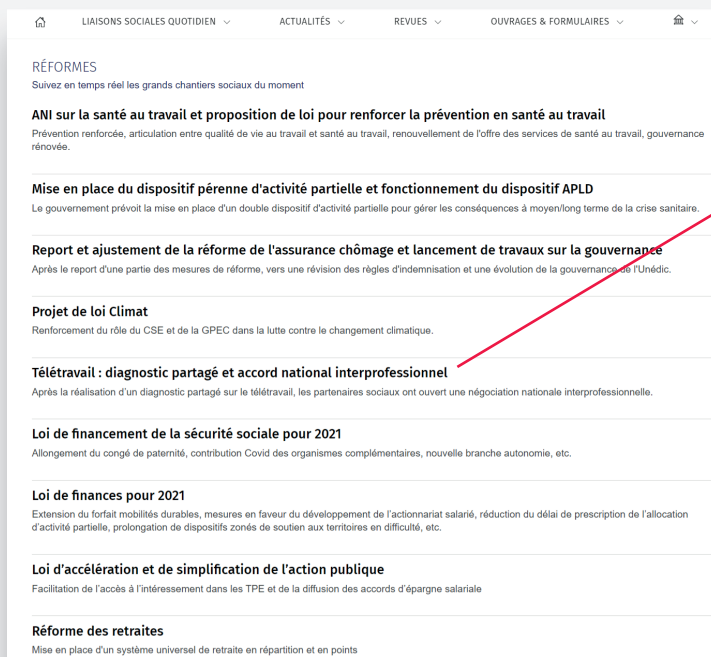 LIAISONS SOCIALES QUOTIDIEN ACTUALITÉS REVUES OUVRAGES & FORMULAIRES
RÉFORMES
Suivez en temps réel les grands chantiers sociaux du moment
ANI sur la santé au travail et proposition de loi pour renforcer la prévention en santé au travail
Prévention renforcée, articulation entre qualité de vie au travail et santé au travail, renouvellement de l'offre des services de santé au travail, gouvernance
rénovée.
Mise en place du dispositif pérenne d'activité partielle et fonctionnement du dispositif APLD
Le gouvernement prévoit la mise en place d'un double dispositif d'activité partielle pour gérer les conséquences à moyen/long terme de la crise sanitaire.
Report et ajustement de la réforme de l'assurance chômage et lancement de travaux sur la gouvernance
Après le report d'une partie des mesures de réforme, vers une révision des règles d'indemnisation et une évolution de la gouvernance de l'Unédic.
Projet de loi Climat
Renforcement du rôle du CSE et de la GPEC dans la lutte contre le changement climatique.
Télétravail : diagnostic partagé et accord national interprofessionnel
Après la réalisation d'un diagnostic partagé sur le télétravail, les partenaires sociaux ont ouvert une négociation nationale interprofessionnelle.
Loi de financement de la sécurité sociale pour 2021
Allongement du congé de paternité, contribution Covid des organismes complémentaires, nouvelle branche autonomie, etc.
Loi de finances pour 2021
Extension du forfait mobilités durables, mesures en faveur du développement de l'actionnariat salarié, réduction du délai de prescription de l'allocation
d'activité partielle, prolongation de dispositifs zonés de soutien aux territoires en difficulté, etc.
Loi d'accélération et de simplification de l'action publique
Facilitation de l'accès à l'intéressement dans les TPE et de la diffusion des accords d'épargne salariale
Réforme des retraites
Mise en place d'un système universel de retraite en répartition et en points